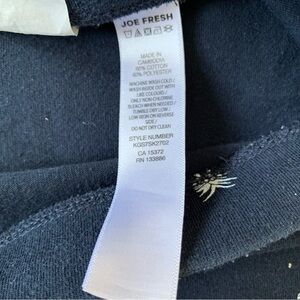 JOE FRESH
MADE IN
CAMBODIA
60% COTTON
40% POLYESTER
MACHINE WASH COLD /
WASH INSIDE OUT WITH
LIKE COLOURS /
ONLY NON-CHLORINE
BLEACH WHEN NEEDED /
TUMBLE DRY LOW /
LOW IRON ON REVERSE
SIDE /
DO NOT DRY CLEAN
STYLE NUMBER
KGS7SK2702
CA 15372
RN 133886